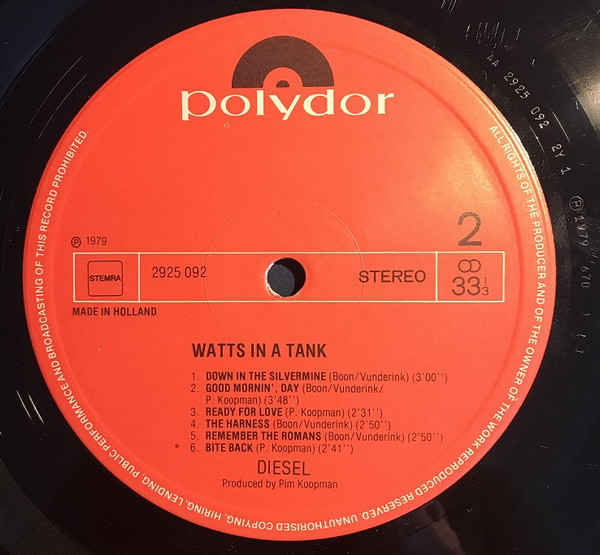 polydor
℗ 1979
2
STEMRA
2925 092
STEREO
33 1/3
MADE IN HOLLAND
WATTS IN A TANK
1. DOWN IN THE SILVERMINE (Boon/Vunderink) (3'00'')
2. GOOD MORNIN', DAY (Boon/Vunderink/
P. Koopman) (3'48'')
3. READY FOR LOVE (P. Koopman) (2'31'')
4. THE HARNESS (Boon/Vunderink) (2'50'')
5. REMEMBER THE ROMANS (Boon/Vunderink) (2'50'')
* 6. BITE BACK (P. Koopman) (2'41'')
DIESEL
Produced by Pim Koopman
ALL RIGHTS OF THE PRODUCER AND OF THE OWNER OF THE WORK REPRODUCED RESERVED. UNAUTHORISED COPYING, HIRING, LENDING, PUBLIC PERFORMANCE AND BROADCASTING OF THIS RECORD PROHIBITED.
AA 2925 092 2Y 1 ℗ 1979 670